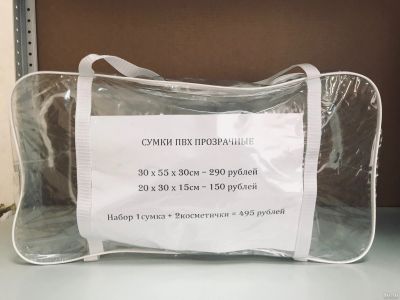 СУМКИ ПВХ ПРОЗРАЧНЫЕ
30 x 55 x 30см – 290 рублей
20 x 30 x 15см – 150 рублей
Набор 1сумка + 2косметички = 495 рублей